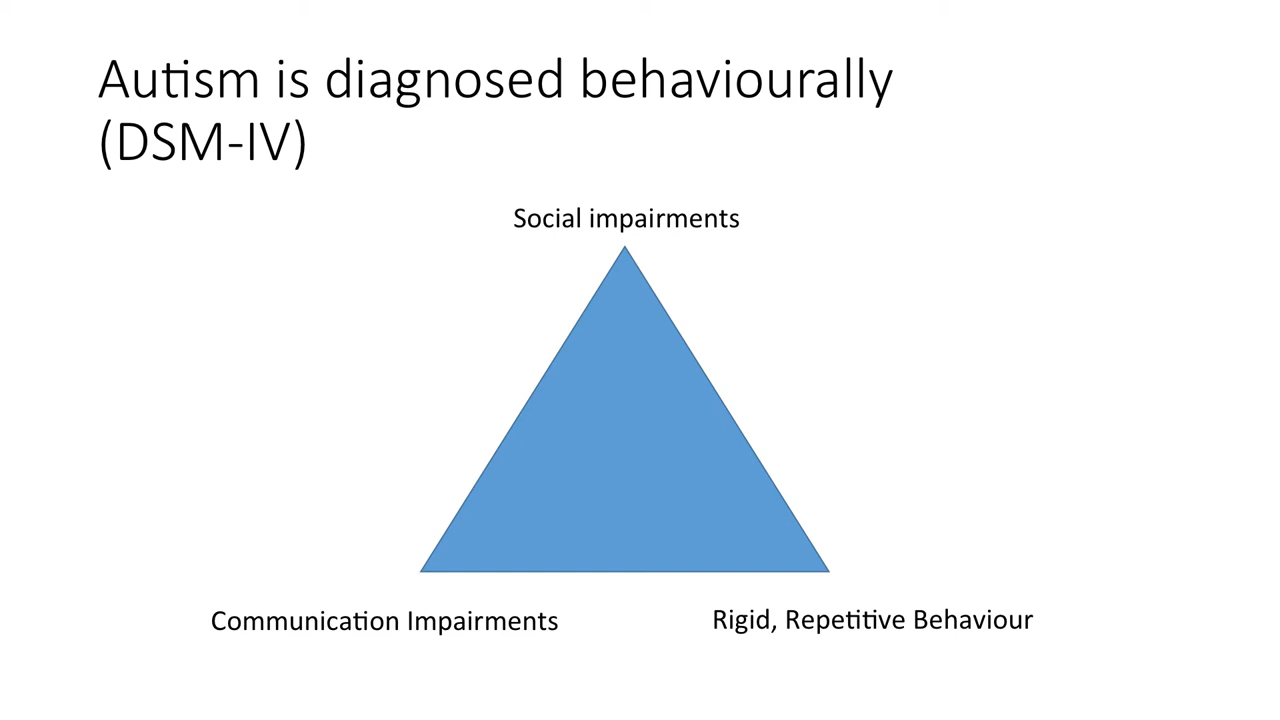 Autism is diagnosed behaviourally
(DSM-IV)
Social impairments
Communication Impairments
Rigid, Repetitive Behaviour